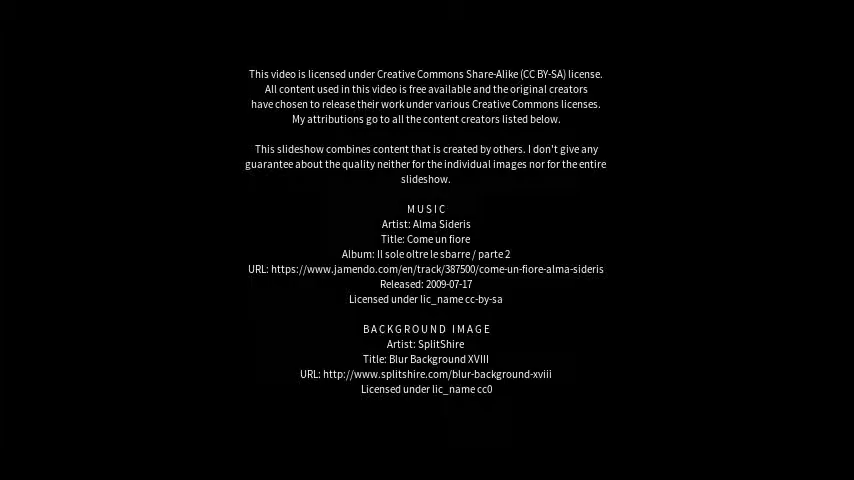 This video is licensed under Creative Commons Share-Alike (CC BY-SA) license.
All content used in this video is free available and the original creators
have chosen to release their work under various Creative Commons licenses.
My attributions go to all the content creators listed below.
This slideshow combines content that is created by others. I don't give any
guarantee about the quality neither for the individual images nor for the entire
slideshow.
MUSIC
Artist: Alma Sideris
Title: Come un fiore
Album: Il sole oltre le sbarre / parte 2
URL: https://www.jamendo.com/en/track/387500/come-un-fiore-alma-sideris
Released: 2009-07-17
Licensed under lic_name cc-by-sa
BACKGROUND IMAGE
Artist: SplitShire
Title: Blur Background XVIII
URL: http://www.splitshire.com/blur-background-xviii
Licensed under lic_name cc0